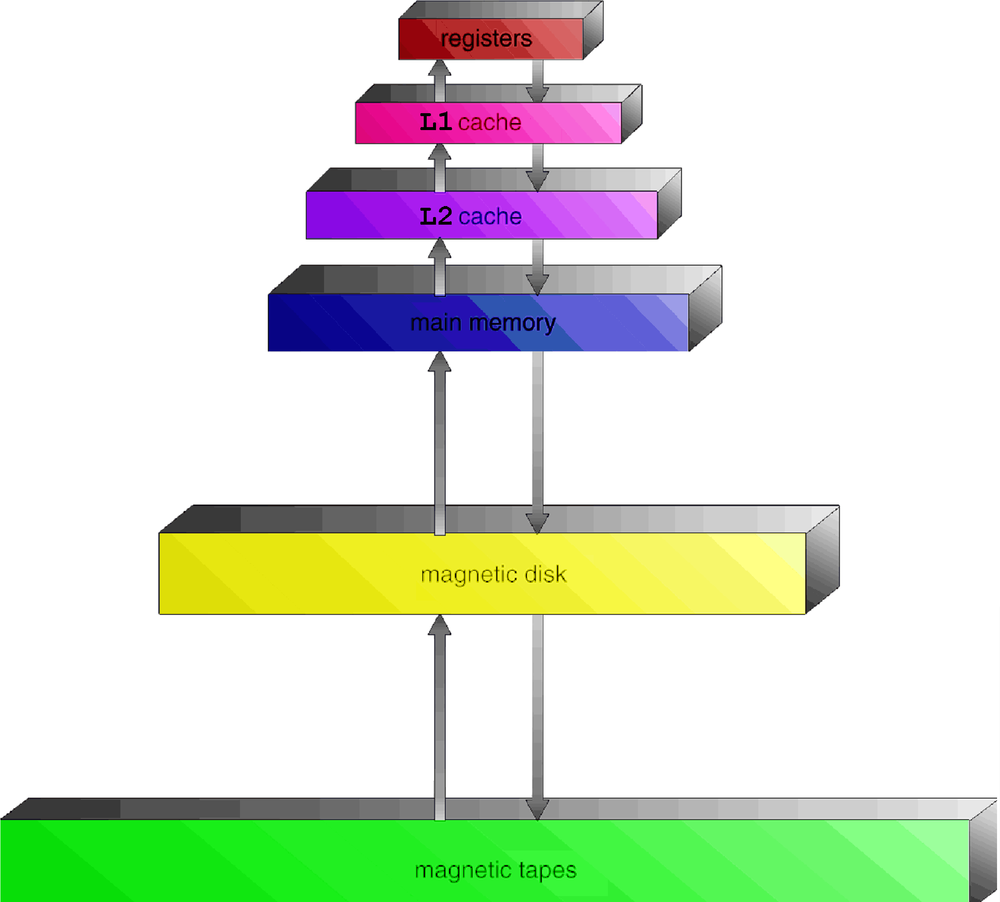 registers
L1 cache
L2 cache
main memory
magnetic disk
magnetic tapes